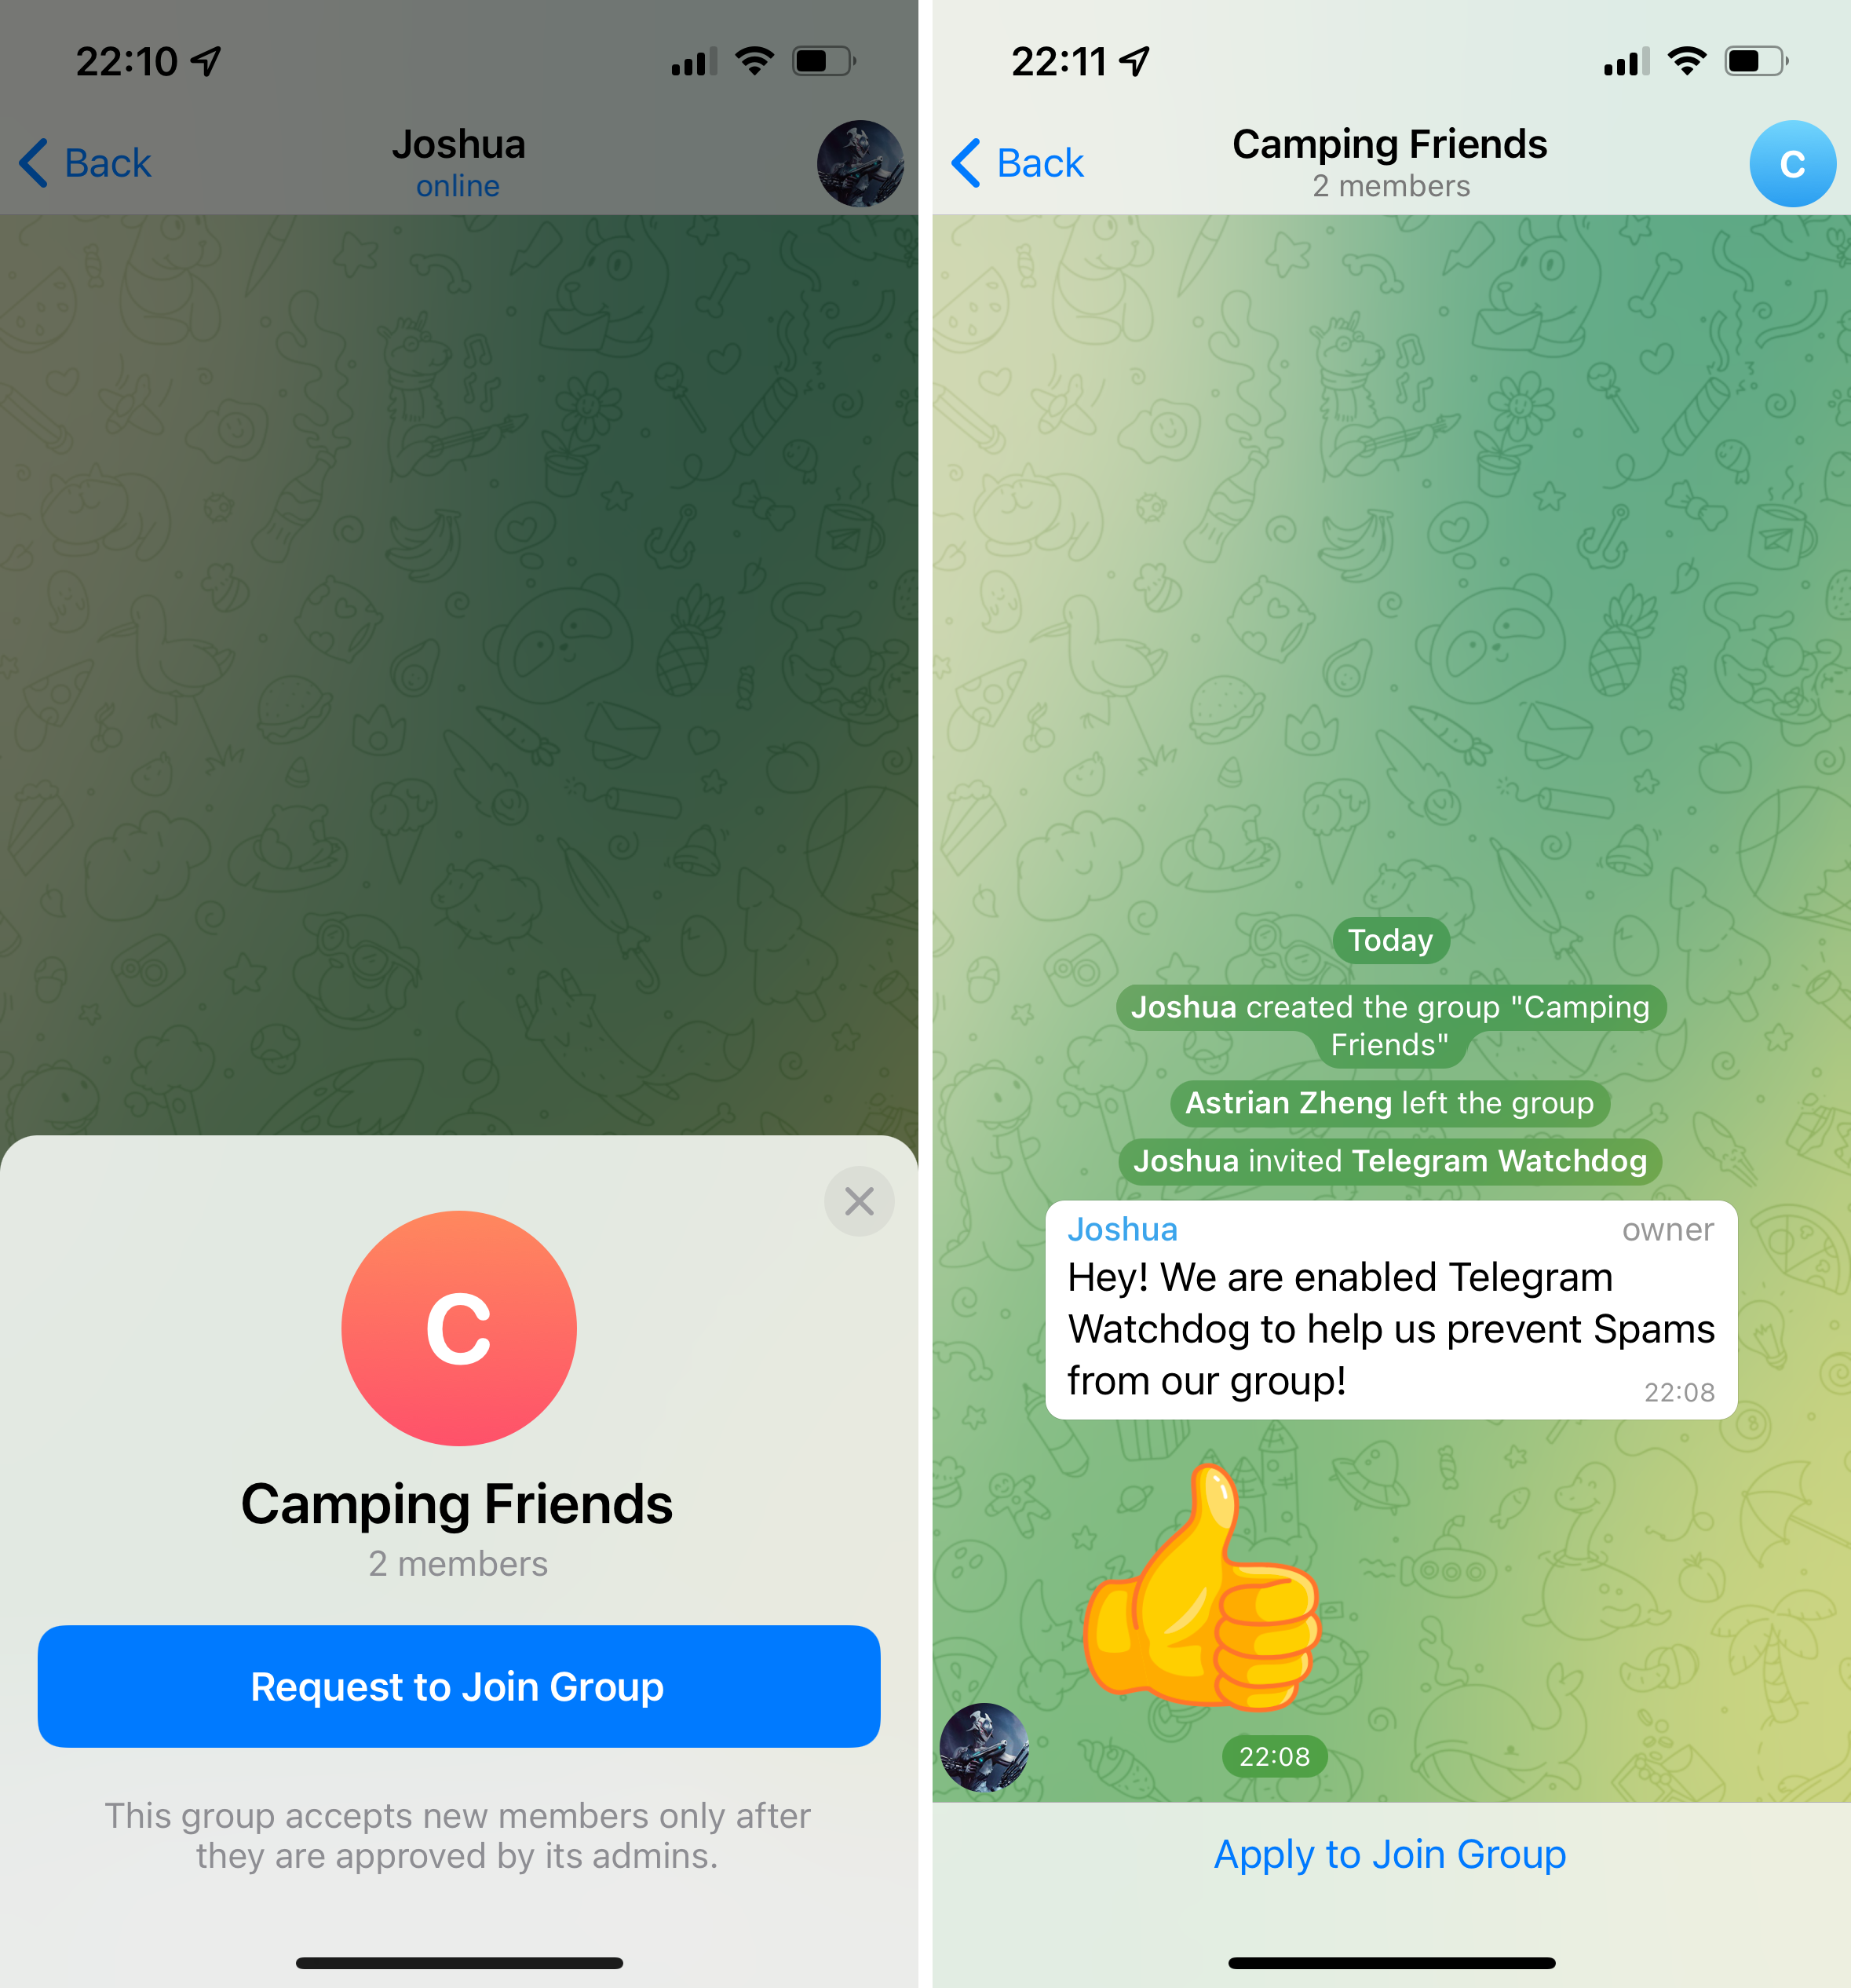 22:10
Back
Joshua
online
C
Camping Friends
2 members
Request to Join Group
This group accepts new members only after
they are approved by its admins.
22:11
Back
Camping Friends
2 members
C
Today
Joshua created the group "Camping
Friends"
Astrian Zheng left the group
Joshua invited Telegram Watchdog
Joshua
owner
Hey! We are enabled Telegram
Watchdog to help us prevent Spams
from our group!
22:08
22:08
Apply to Join Group